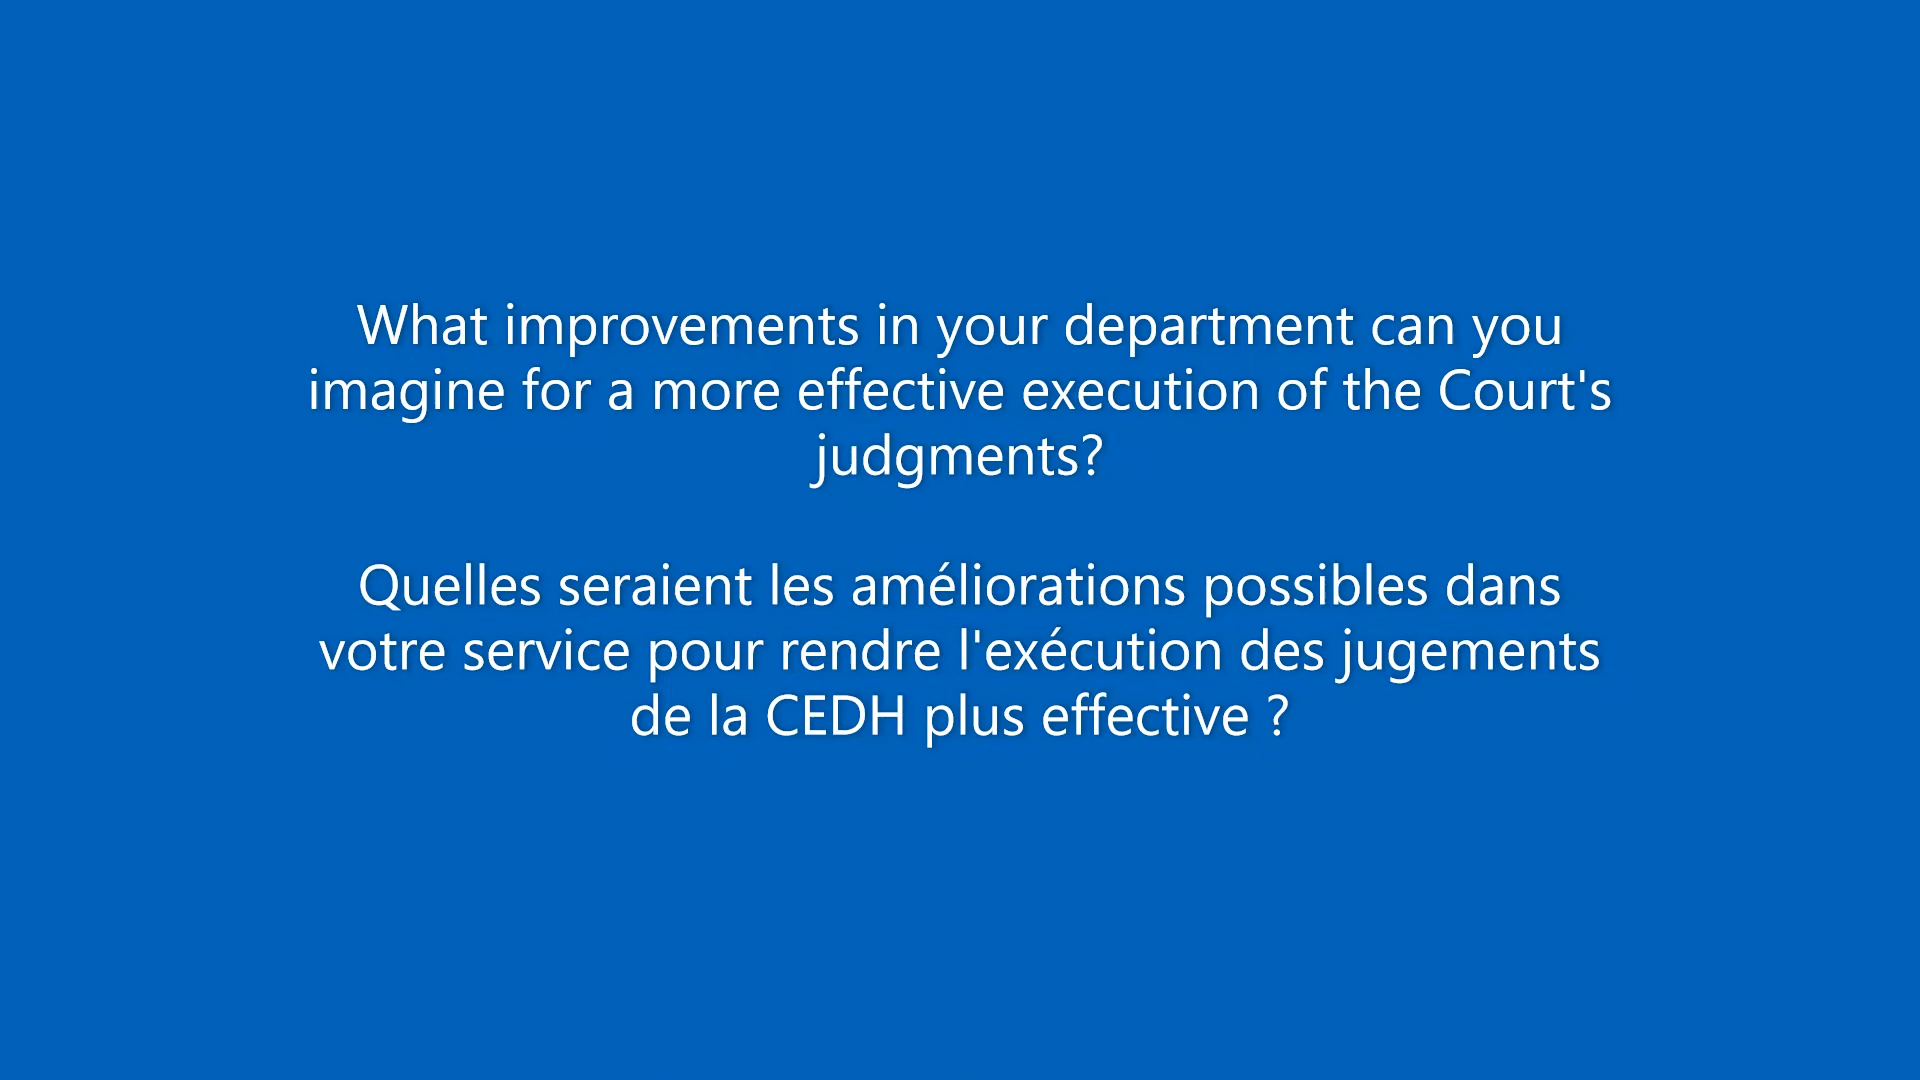 What improvements in your department can you
imagine for a more effective execution of the Court's
judgments?
Quelles seraient les améliorations possibles dans
votre service pour rendre l'exécution des jugements
de la CEDH plus effective ?